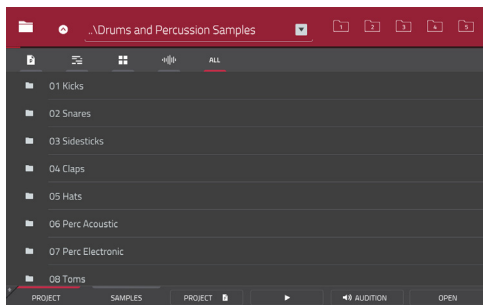 ..\Drums and Percussion Samples
1 2 3 4 5
ALL
01 Kicks
02 Snares
03 Sidesticks
04 Claps
05 Hats
06 Perc Acoustic
07 Perc Electronic
08 Toms
PROJECT SAMPLES PROJECT AUDITION OPEN